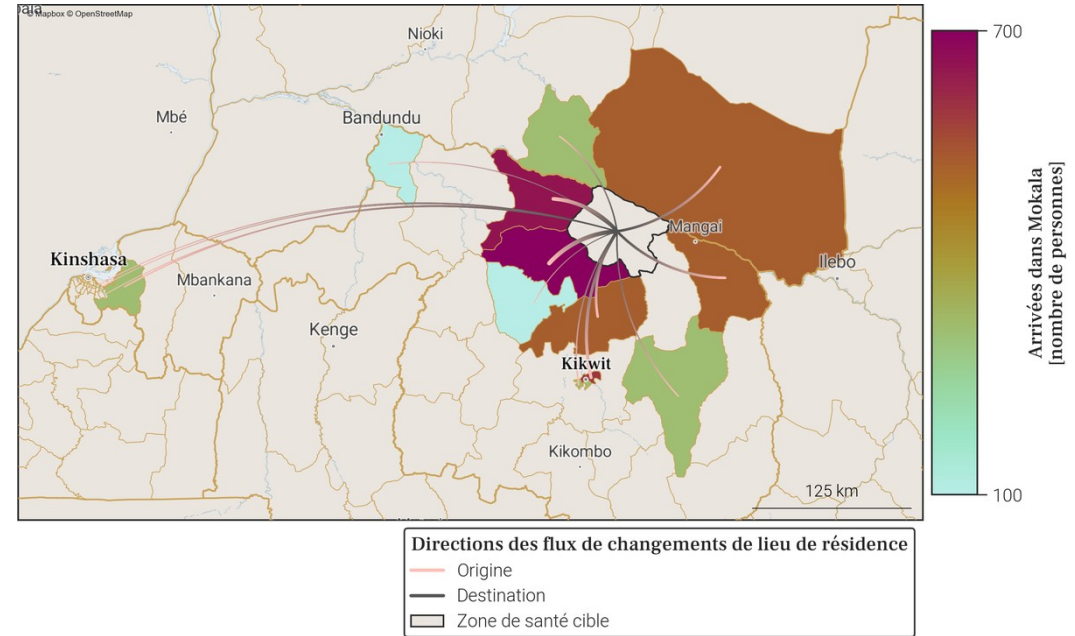 © Mapbox © OpenStreetMap
Nioki
Mbé
Bandundu
Mangai
Ilebo
Kinshasa
Mbankana
Kenge
Kikwit
Kikombo
125 km
700
100
Arrivées dans Mokala
[nombre de personnes]
Directions des flux de changements de lieu de résidence
Origine
Destination
Zone de santé cible